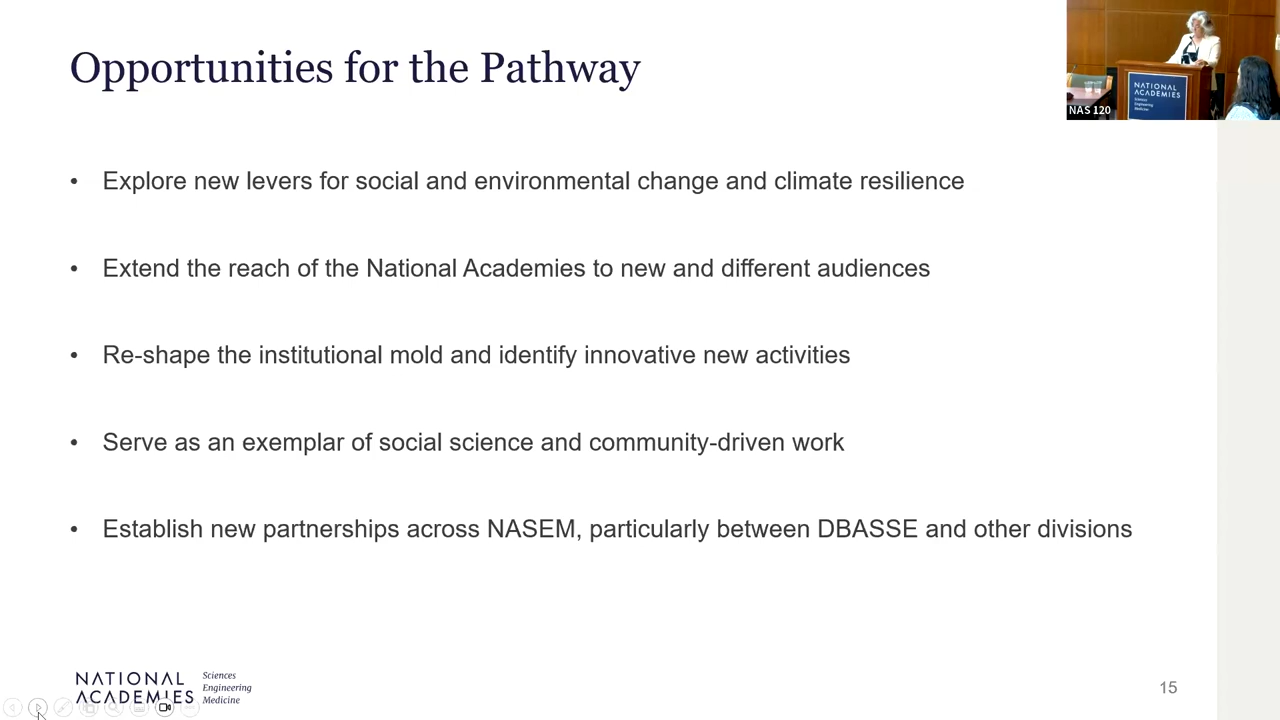 Opportunities for the Pathway
NATIONAL
ACADEMIES
Sciences
Engineering
Medicine
NAS 120
• Explore new levers for social and environmental change and climate resilience
• Extend the reach of the National Academies to new and different audiences
• Re-shape the institutional mold and identify innovative new activities
• Serve as an exemplar of social science and community-driven work
• Establish new partnerships across NASEM, particularly between DBASSE and other divisions
NATIONAL
ACADEMIES
Sciences
Engineering
Medicine
15